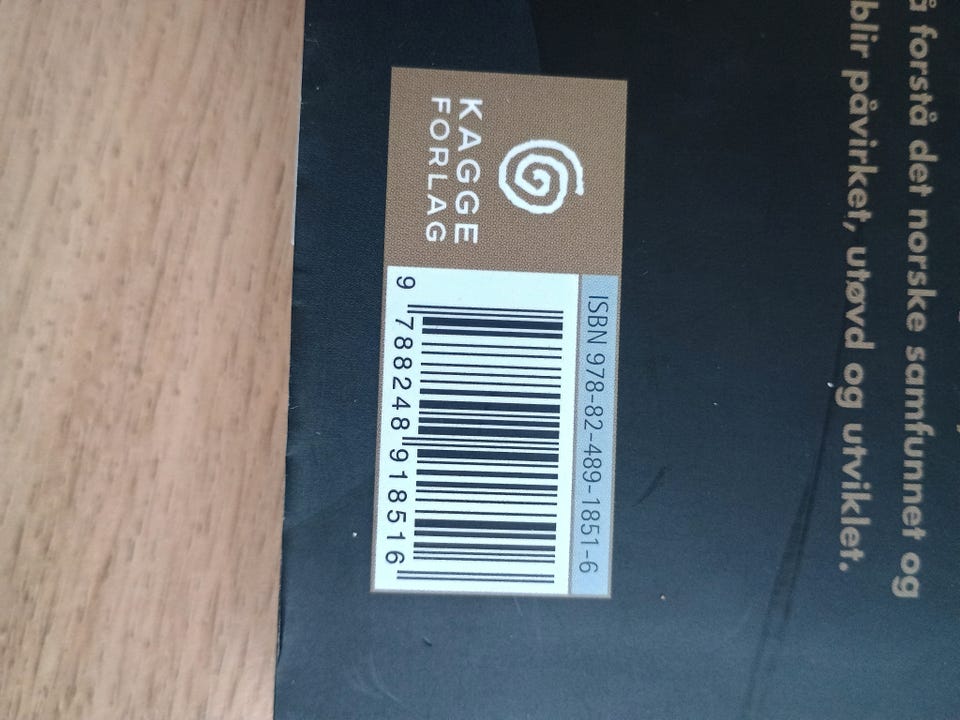 å forstå det norske samfunnet og
blir påvirket, utøvd og utviklet.
KAGGE
FORLAG
ISBN 978-82-489-1851-6
9 788248 918516